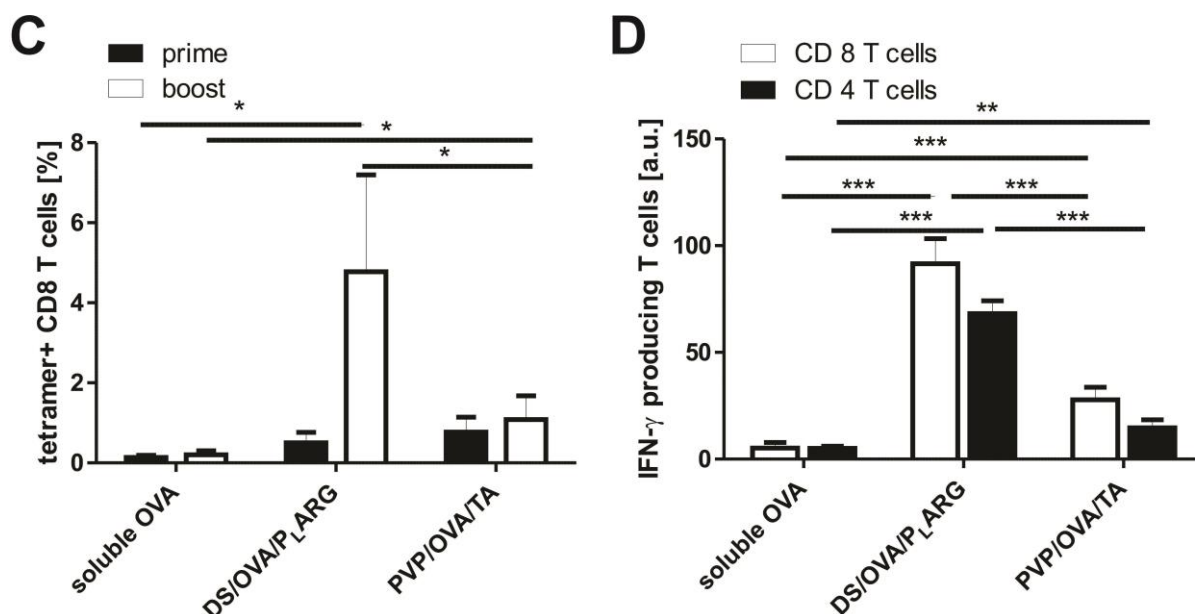 C
prime
boost
*
*
*
tetramer+ CD8 T cells [%]
8
6
4
2
0
soluble OVA
DS/OVA/PLARG
PVP/OVA/TA
D
CD 8 T cells
CD 4 T cells
**
***
*** ***
*** ***
IFN-γ producing T cells [a.u.]
150
100
50
0
soluble OVA
DS/OVA/PLARG
PVP/OVA/TA